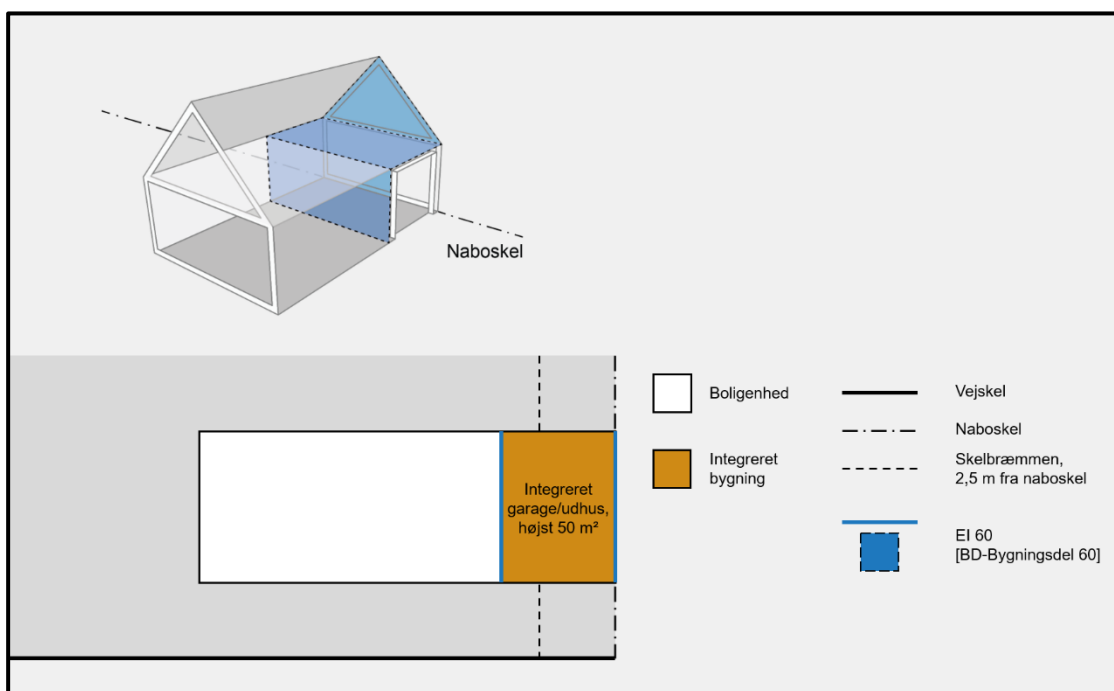 Naboskel
Integreret
garage/udhus,
højst 50 m²
Boligenhed
Integreret
bygning
Vejskel
Naboskel
Skelbræmmen,
2,5 m fra naboskel
EI 60
[BD-Bygningsdel 60]